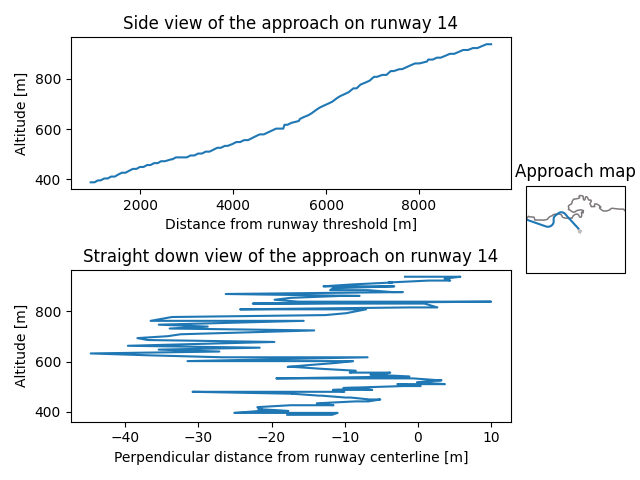 Side view of the approach on runway 14
Altitude [m]
800
600
400
2000 4000 6000 8000
Distance from runway threshold [m]
Approach map
Straight down view of the approach on runway 14
Altitude [m]
800
600
400
−40 −30 −20 −10 0 10
Perpendicular distance from runway centerline [m]